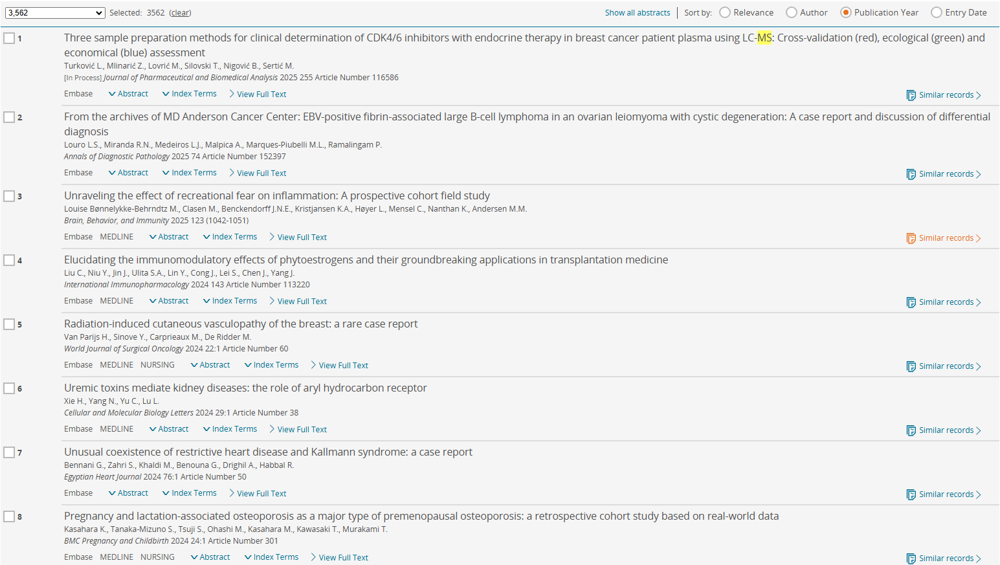 3,562 Selected: 3562 (clear) Show all abstracts Sort by: Relevance Author Publication Year Entry Date
1 Three sample preparation methods for clinical determination of CDK4/6 inhibitors with endocrine therapy in breast cancer patient plasma using LC-MS: Cross-validation (red), ecological (green) and
economical (blue) assessment
Turković L., Mlinarić Z., Lovrić M., Silovski T., Nigović B., Sertić M.
[In Process] Journal of Pharmaceutical and Biomedical Analysis 2025 255 Article Number 116586
Embase Abstract Index Terms View Full Text Similar records
2 From the archives of MD Anderson Cancer Center: EBV-positive fibrin-associated large B-cell lymphoma in an ovarian leiomyoma with cystic degeneration: A case report and discussion of differential
diagnosis
Louro L.S., Miranda R.N., Medeiros L.J., Malpica A., Marques-Piubelli M.L., Ramalingam P.
Annals of Diagnostic Pathology 2025 74 Article Number 152397
Embase Abstract Index Terms View Full Text Similar records
3 Unraveling the effect of recreational fear on inflammation: A prospective cohort field study
Louise Bønnelykke-Behrndtz M., Clasen M., Benckendorff J.N.E., Kristjansen K.A., Høyer L., Mensel C., Nanthan K., Andersen M.M.
Brain, Behavior, and Immunity 2025 123 (1042-1051)
Embase MEDLINE Abstract Index Terms View Full Text Similar records
4 Elucidating the immunomodulatory effects of phytoestrogens and their groundbreaking applications in transplantation medicine
Liu C., Niu Y., Jin J., Ulita S.A., Lin Y., Cong J., Lei S., Chen J., Yang J.
International Immunopharmacology 2024 143 Article Number 113220
Embase MEDLINE Abstract Index Terms View Full Text Similar records
5 Radiation-induced cutaneous vasculopathy of the breast: a rare case report
Van Parijs H., Sinove Y., Carprieaux M., De Ridder M.
World Journal of Surgical Oncology 2024 22:1 Article Number 60
Embase MEDLINE NURSING Abstract Index Terms View Full Text Similar records
6 Uremic toxins mediate kidney diseases: the role of aryl hydrocarbon receptor
Xie H., Yang N., Yu C., Lu L.
Cellular and Molecular Biology Letters 2024 29:1 Article Number 38
Embase MEDLINE Abstract Index Terms View Full Text Similar records
7 Unusual coexistence of restrictive heart disease and Kallmann syndrome: a case report
Bennani G., Zahri S., Khaldi M., Benouna G., Drighil A., Habbal R.
Egyptian Heart Journal 2024 76:1 Article Number 50
Embase Abstract Index Terms View Full Text Similar records
8 Pregnancy and lactation-associated osteoporosis as a major type of premenopausal osteoporosis: a retrospective cohort study based on real-world data
Kasahara K., Tanaka-Mizuno S., Tsuji S., Ohashi M., Kasahara M., Kawasaki T., Murakami T.
BMC Pregnancy and Childbirth 2024 24:1 Article Number 301
Embase MEDLINE NURSING Abstract Index Terms View Full Text Similar records